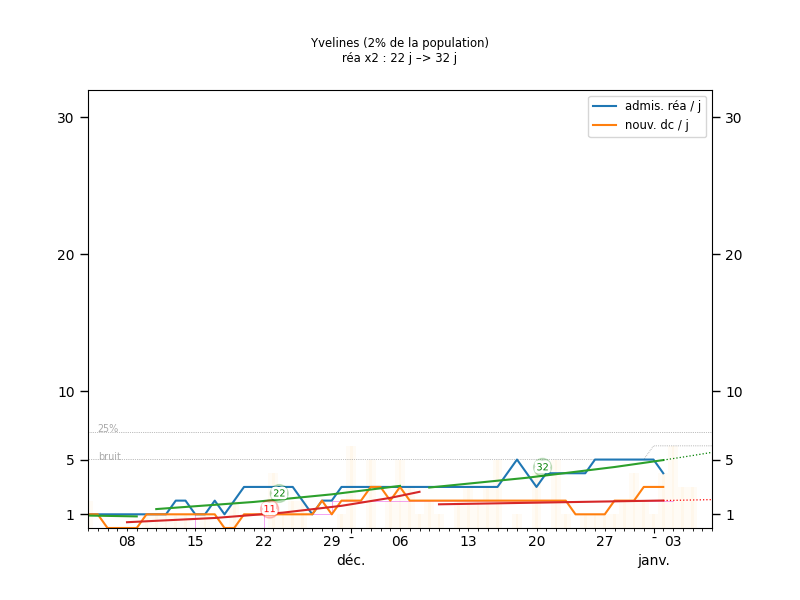 Yvelines (2% de la population)
réa x2 : 22 j –> 32 j
admis. réa / j
nouv. dc / j
30 30
20 20
10 10
25%
bruit
5 5
32
22
11
1 1
08 15 22 29 - 06 13 20 27 - 03
déc. janv.